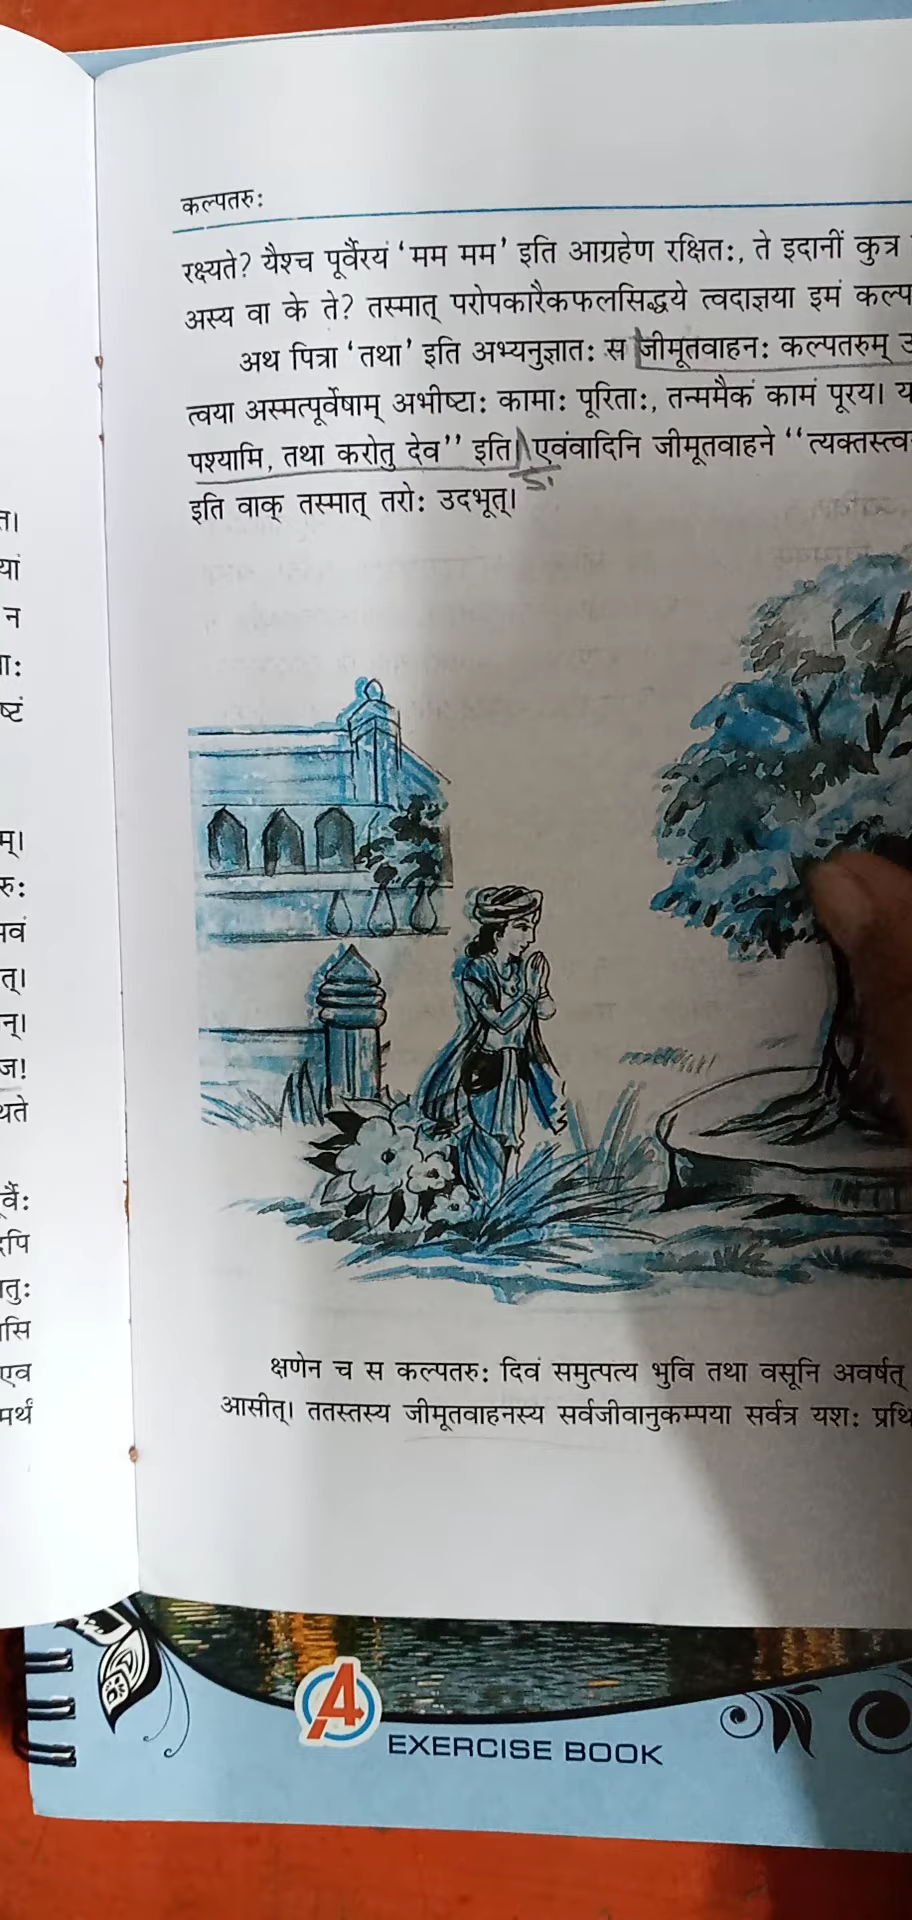 त।
यां
न
ाः
ष्टं
म्।
रुः
त्।
न्।
ज!
कल्पतरुः
रक्ष्यते? यैश्च पूर्वैरयं ‘मम मम’ इति आग्रहेण रक्षितः, ते इदानीं कुत्र
अस्य वा के ते? तस्मात् परोपकारैकफलसिद्धये त्वदाज्ञया इमं कल्प
अथ पित्रा ‘तथा’ इति अभ्यनुज्ञातः स जीमूतवाहनः कल्पतरुम् उ
त्वया अस्मत्पूर्वेषाम् अभीष्टाः कामाः पूरिताः, तन्ममैकं कामं पूरय। य
पश्यामि, तथा करोतु देव” इति। एवंवादिनि जीमूतवाहने “त्यक्तस्त्व
इति वाक् तस्मात् तरोः उदभूत्।
क्षणेन च स कल्पतरुः दिवं समुत्पत्य भुवि तथा वसूनि अवर्षत्
आसीत्। ततस्तस्य जीमूतवाहनस्य सर्वजीवानुकम्पया सर्वत्र यशः प्रथि
A
EXERCISE BOOK